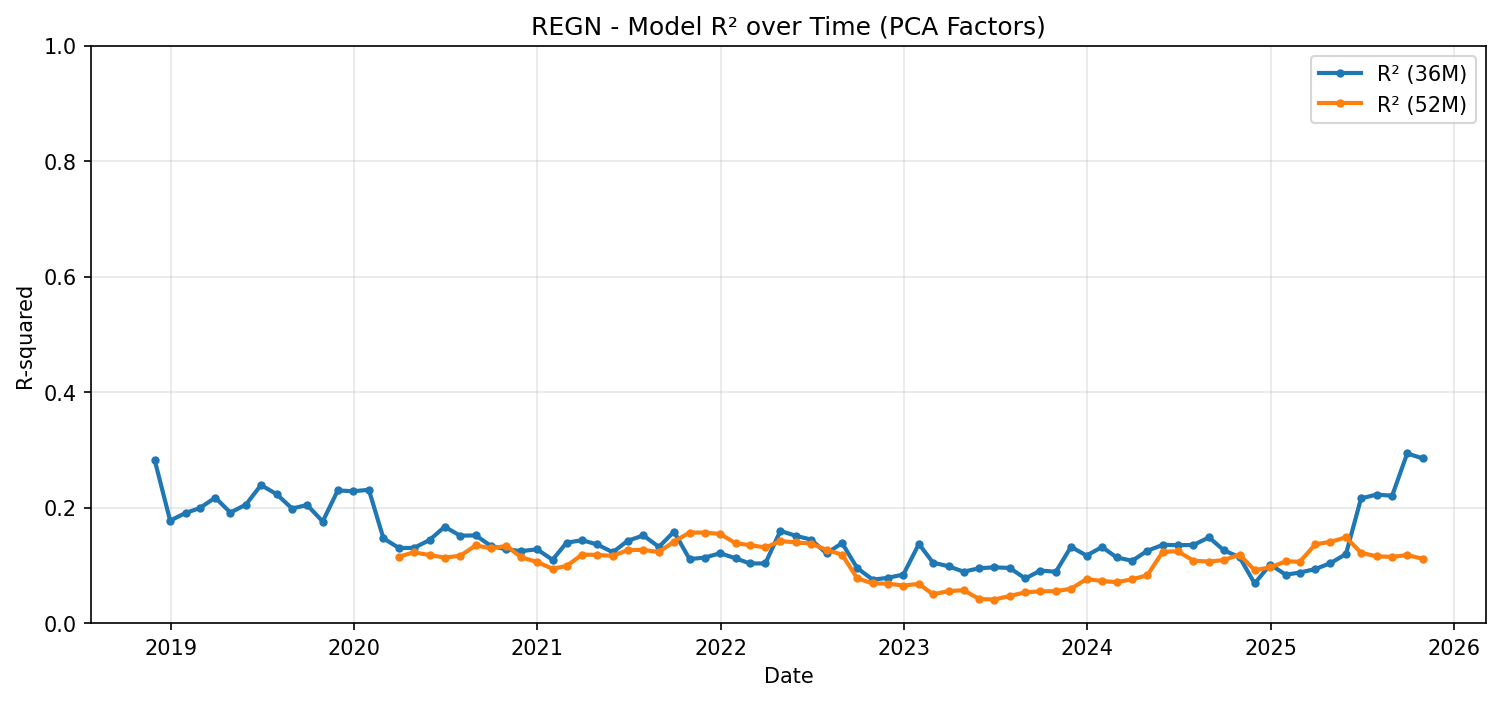 REGN - Model R² over Time (PCA Factors)
R² (36M)
R² (52M)
R-squared
1.0
0.8
0.6
0.4
0.2
0.0
2019 2020 2021 2022 2023 2024 2025 2026
Date